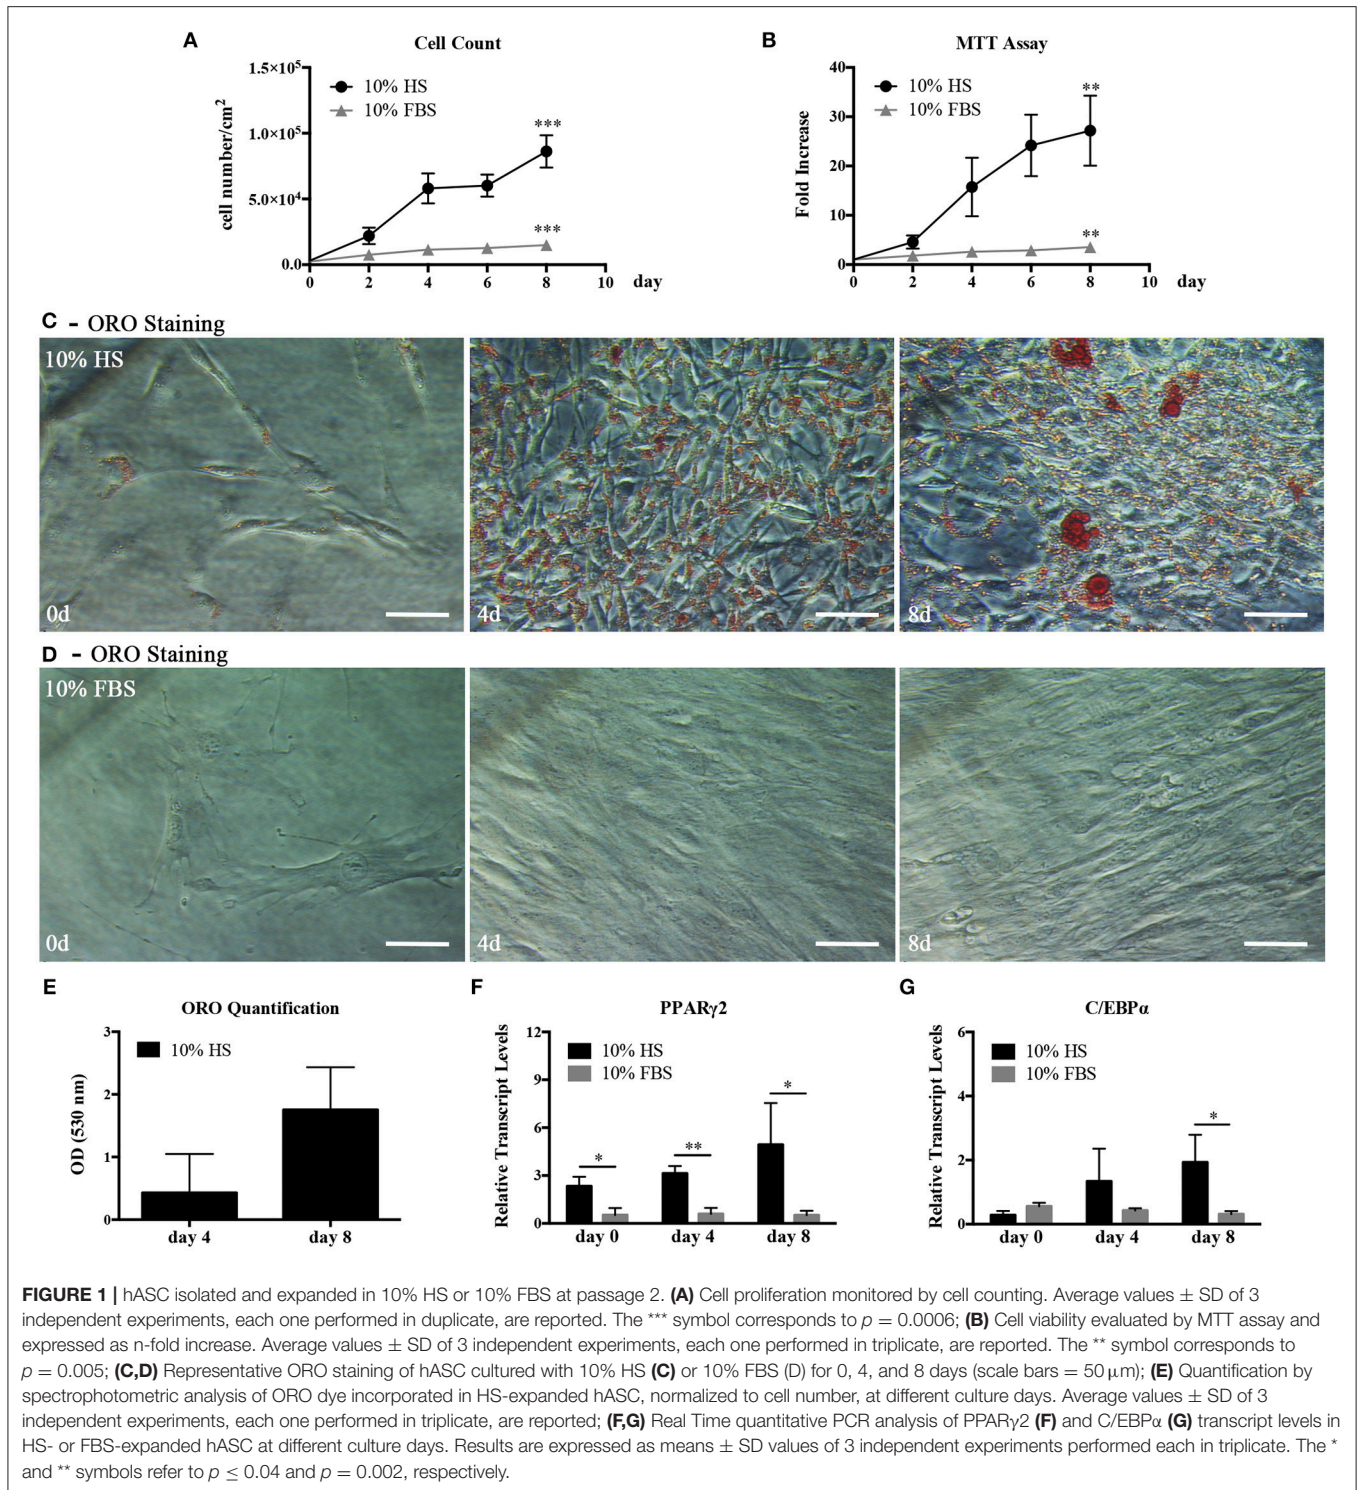 A
Cell Count
1.5×10⁵
1.0×10⁵
5.0×10⁴
0.0
cell number/cm²
10% HS
10% FBS
***
***
0 2 4 6 8 10 day
B
MTT Assay
40
30
20
10
0
Fold Increase
10% HS
10% FBS
**
**
0 2 4 6 8 10 day
C - ORO Staining
10% HS
0d
4d
8d
D - ORO Staining
10% FBS
0d
4d
8d
E
ORO Quantification
3
2
1
0
OD (530 nm)
10% HS
day 4 day 8
F
PPARγ2
12
9
6
3
0
Relative Transcript Levels
10% HS
10% FBS
*
**
*
day 0 day 4 day 8
G
C/EBPα
6
4
2
0
Relative Transcript Levels
10% HS
10% FBS
*
day 0 day 4 day 8
FIGURE 1 | hASC isolated and expanded in 10% HS or 10% FBS at passage 2. (A) Cell proliferation monitored by cell counting. Average values ± SD of 3
independent experiments, each one performed in duplicate, are reported. The *** symbol corresponds to p = 0.0006; (B) Cell viability evaluated by MTT assay and
expressed as n-fold increase. Average values ± SD of 3 independent experiments, each one performed in triplicate, are reported. The ** symbol corresponds to
p = 0.005; (C,D) Representative ORO staining of hASC cultured with 10% HS (C) or 10% FBS (D) for 0, 4, and 8 days (scale bars = 50 μm); (E) Quantification by
spectrophotometric analysis of ORO dye incorporated in HS-expanded hASC, normalized to cell number, at different culture days. Average values ± SD of 3
independent experiments, each one performed in triplicate, are reported; (F,G) Real Time quantitative PCR analysis of PPARγ2 (F) and C/EBPα (G) transcript levels in
HS- or FBS-expanded hASC at different culture days. Results are expressed as means ± SD values of 3 independent experiments performed each in triplicate. The *
and ** symbols refer to p ≤ 0.04 and p = 0.002, respectively.